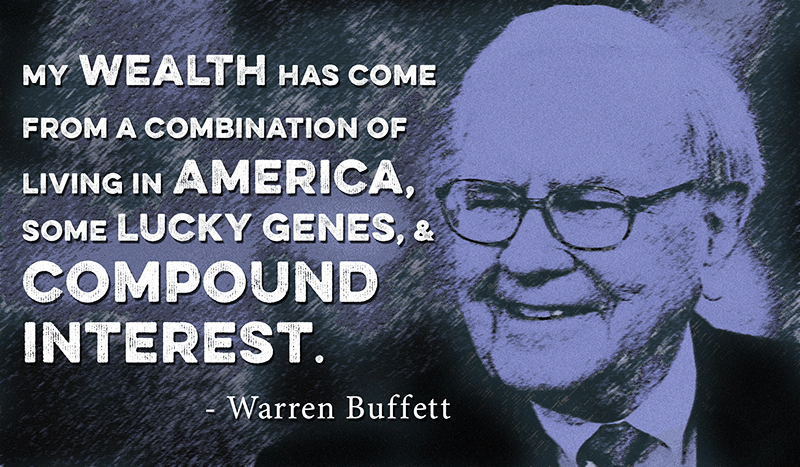 MY WEALTH HAS COME
FROM A COMBINATION OF
LIVING IN AMERICA,
SOME LUCKY GENES, &
COMPOUND
INTEREST.
- Warren Buffett